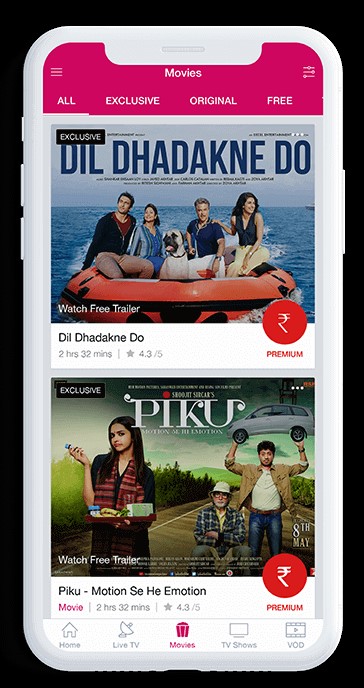 Movies
ALL EXCLUSIVE ORIGINAL FREE
EXCLUSIVE
DIL DHADAKNE DO
Watch Free Trailer
₹
Dil Dhadakne Do
2 hrs 32 mins | ★ 4.3 /5
PREMIUM
EXCLUSIVE
SHOOJIT SIRCAR'S
PIKU
MOTION SE HI EMOTION
8TH
MAY
Watch Free Trailer
₹
Piku - Motion Se He Emotion
Movie | 2 hrs 32 mins | ★ 4.3 /5
PREMIUM
Home Live TV Movies TV Shows VOD